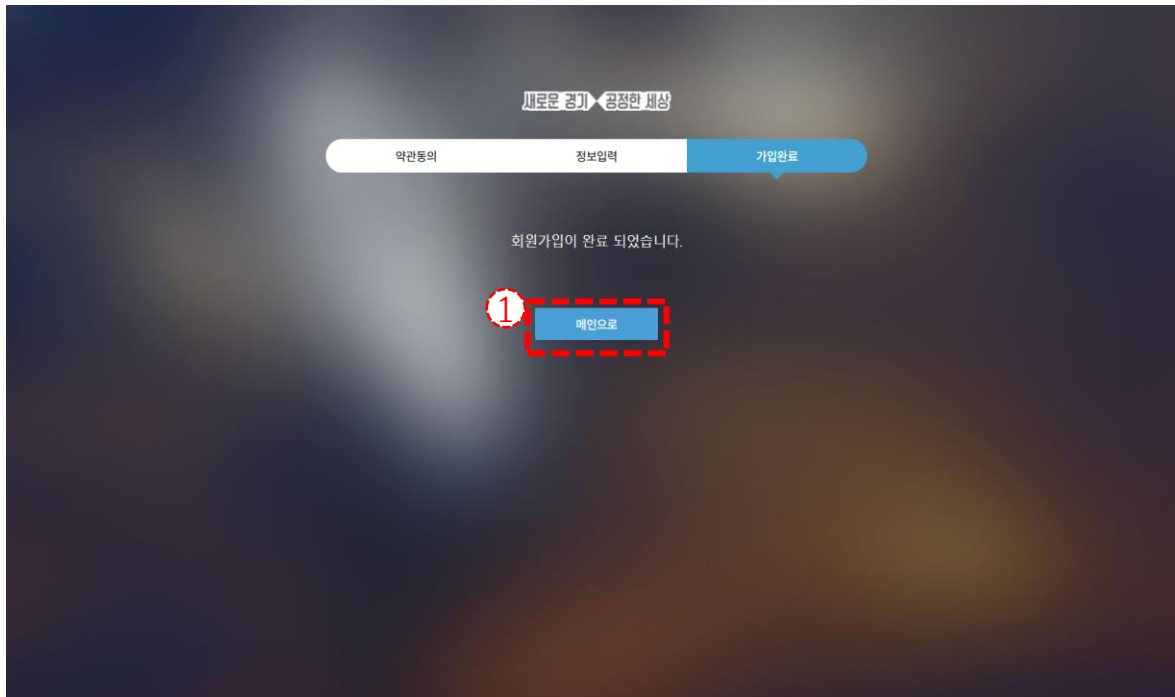 새로운 경기 공정한 세상
약관동의 정보입력 가입완료
회원가입이 완료 되었습니다.
1
메인으로